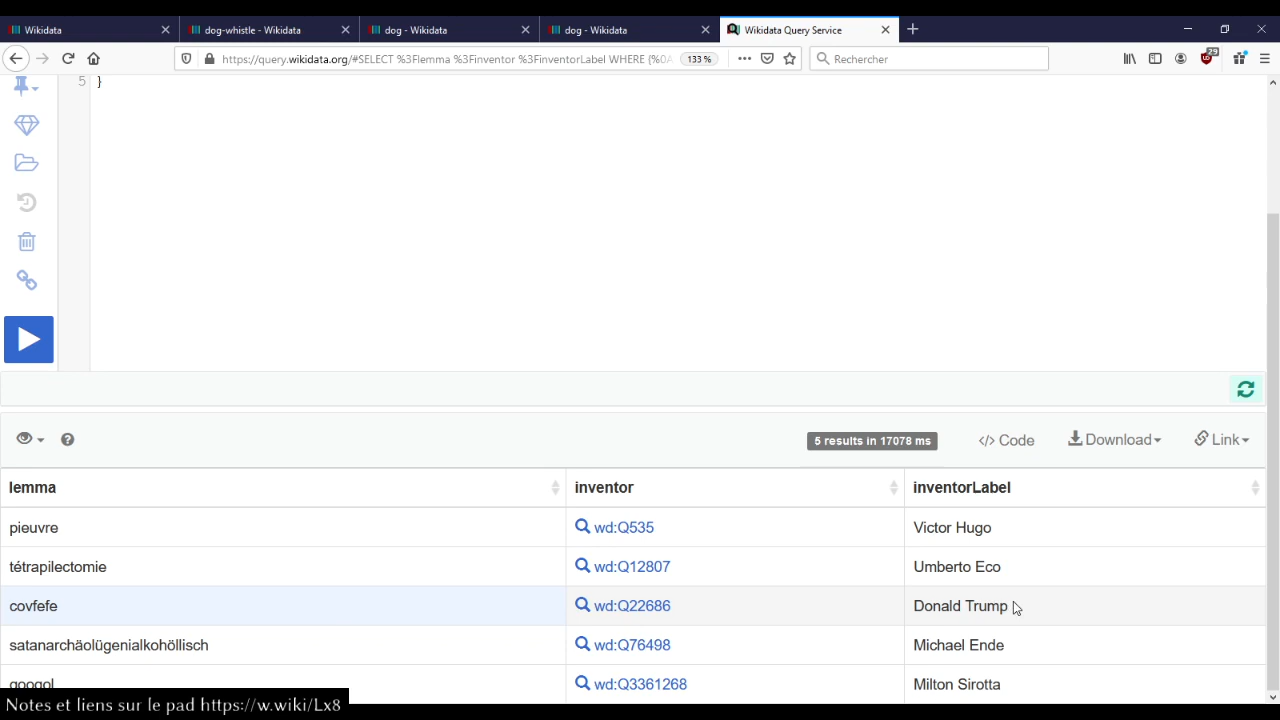 Wikidata
dog-whistle - Wikidata
dog - Wikidata
dog - Wikidata
Wikidata Query Service
https://query.wikidata.org/#SELECT %3Flemma %3Finventor %3FinventorLabel WHERE {%0A
133 %
Rechercher
29
5 }
5 results in 17078 ms
</> Code
Download
Link
lemma inventor inventorLabel
pieuvre wd:Q535 Victor Hugo
tétrapilectomie wd:Q12807 Umberto Eco
covfefe wd:Q22686 Donald Trump
satanarchäolügenialkohöllisch wd:Q76498 Michael Ende
googol wd:Q3361268 Milton Sirotta
Notes et liens sur le pad https://w.wiki/Lx8